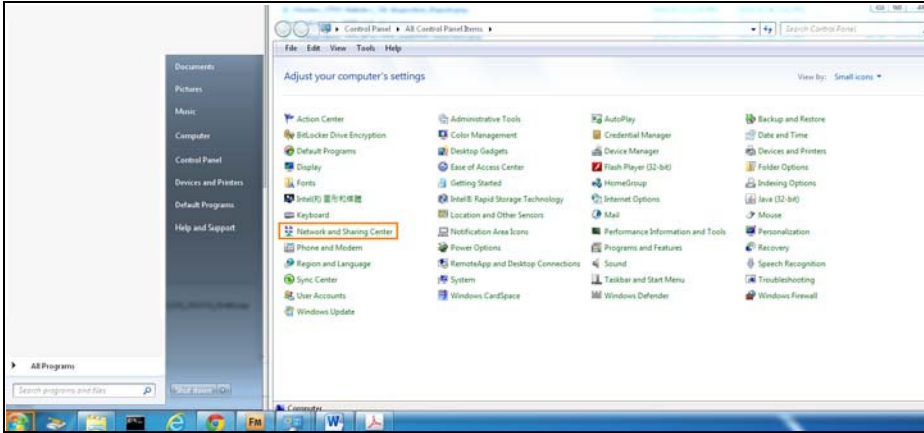 Control Panel ▸ All Control Panel Items ▸
Search Control Panel
File Edit View Tools Help
Adjust your computer's settings
View by: Small icons
Documents
Pictures
Music
Computer
Control Panel
Devices and Printers
Default Programs
Help and Support
Action Center
Administrative Tools
AutoPlay
Backup and Restore
BitLocker Drive Encryption
Color Management
Credential Manager
Date and Time
Default Programs
Desktop Gadgets
Device Manager
Devices and Printers
Display
Ease of Access Center
Flash Player (32-bit)
Folder Options
Fonts
Getting Started
HomeGroup
Indexing Options
Intel(R) 圖形和媒體
Intel® Rapid Storage Technology
Internet Options
Java (32-bit)
Keyboard
Location and Other Sensors
Mail
Mouse
Network and Sharing Center
Notification Area Icons
Performance Information and Tools
Personalization
Phone and Modem
Power Options
Programs and Features
Recovery
Region and Language
RemoteApp and Desktop Connections
Sound
Speech Recognition
Sync Center
System
Taskbar and Start Menu
Troubleshooting
User Accounts
Windows CardSpace
Windows Defender
Windows Firewall
Windows Update
All Programs
Search programs and files
Computer
FM
W